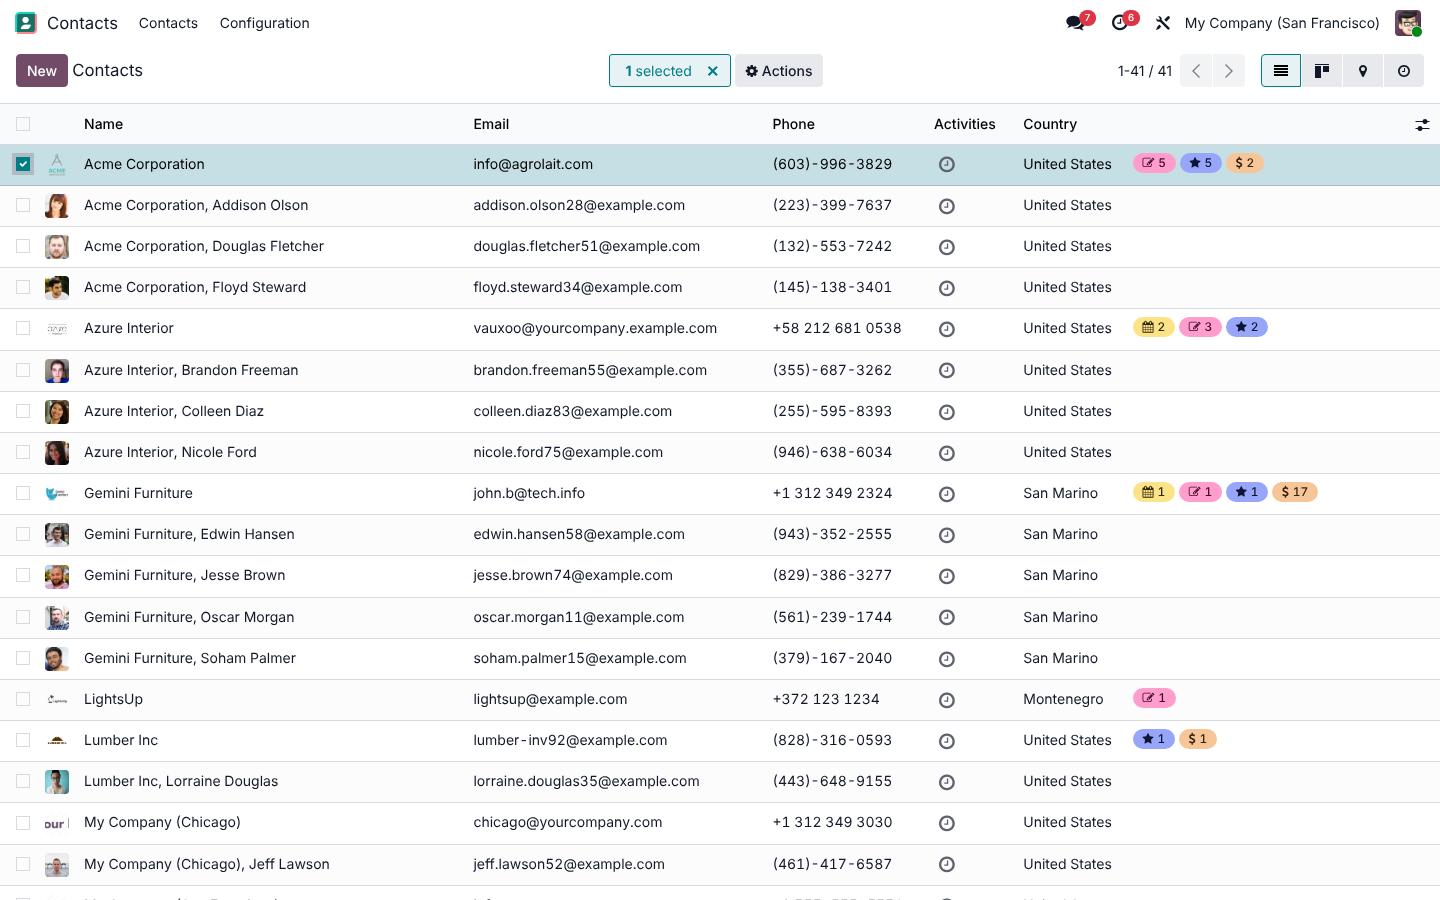 Contacts Contacts Configuration 7 6 My Company (San Francisco)
New Contacts 1 selected Actions 1-41 / 41
Name Email Phone Activities Country
Acme Corporation info@agrolait.com (603)-996-3829 United States 5 5 $ 2
Acme Corporation, Addison Olson addison.olson28@example.com (223)-399-7637 United States
Acme Corporation, Douglas Fletcher douglas.fletcher51@example.com (132)-553-7242 United States
Acme Corporation, Floyd Steward floyd.steward34@example.com (145)-138-3401 United States
Azure Interior vauxoo@yourcompany.example.com +58 212 681 0538 United States 2 3 2
Azure Interior, Brandon Freeman brandon.freeman55@example.com (355)-687-3262 United States
Azure Interior, Colleen Diaz colleen.diaz83@example.com (255)-595-8393 United States
Azure Interior, Nicole Ford nicole.ford75@example.com (946)-638-6034 United States
Gemini Furniture john.b@tech.info +1 312 349 2324 San Marino 1 1 1 $ 17
Gemini Furniture, Edwin Hansen edwin.hansen58@example.com (943)-352-2555 San Marino
Gemini Furniture, Jesse Brown jesse.brown74@example.com (829)-386-3277 San Marino
Gemini Furniture, Oscar Morgan oscar.morgan11@example.com (561)-239-1744 San Marino
Gemini Furniture, Soham Palmer soham.palmer15@example.com (379)-167-2040 San Marino
LightsUp lightsup@example.com +372 123 1234 Montenegro 1
Lumber Inc lumber-inv92@example.com (828)-316-0593 United States 1 $ 1
Lumber Inc, Lorraine Douglas lorraine.douglas35@example.com (443)-648-9155 United States
our My Company (Chicago) chicago@yourcompany.com +1 312 349 3030 United States
My Company (Chicago), Jeff Lawson jeff.lawson52@example.com (461)-417-6587 United States